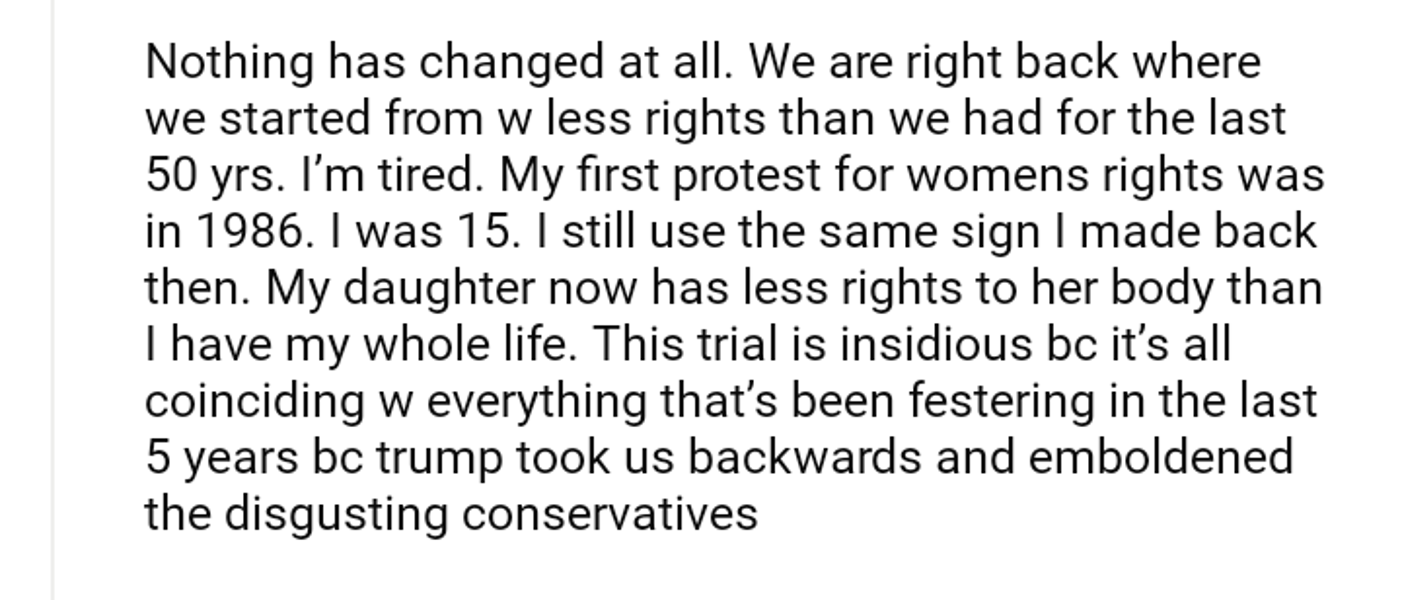 Nothing has changed at all. We are right back where
we started from w less rights than we had for the last
50 yrs. I’m tired. My first protest for womens rights was
in 1986. I was 15. I still use the same sign I made back
then. My daughter now has less rights to her body than
I have my whole life. This trial is insidious bc it’s all
coinciding w everything that’s been festering in the last
5 years bc trump took us backwards and emboldened
the disgusting conservatives